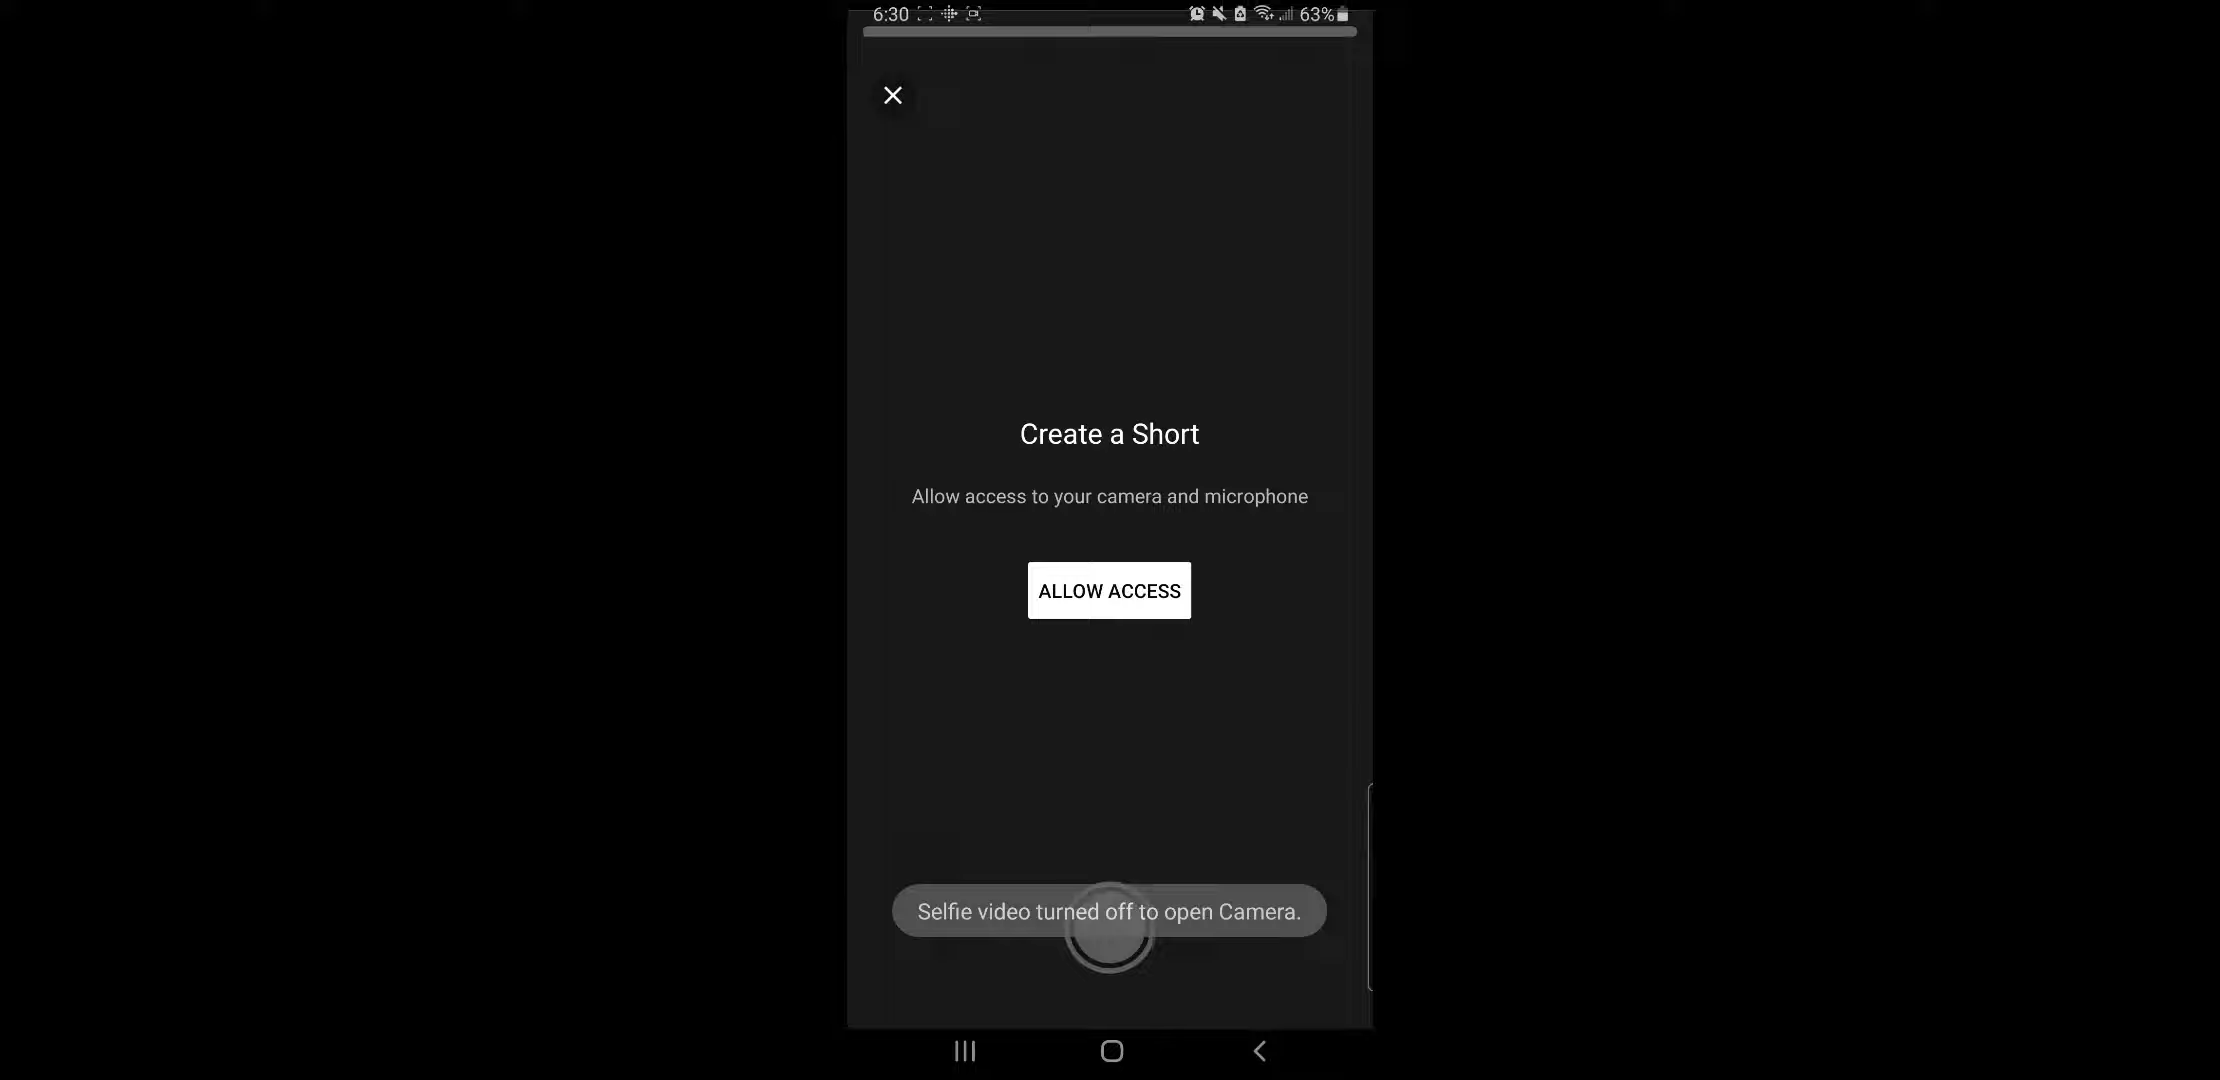 6:30 63%
Create a Short
Allow access to your camera and microphone
ALLOW ACCESS
Selfie video turned off to open Camera.